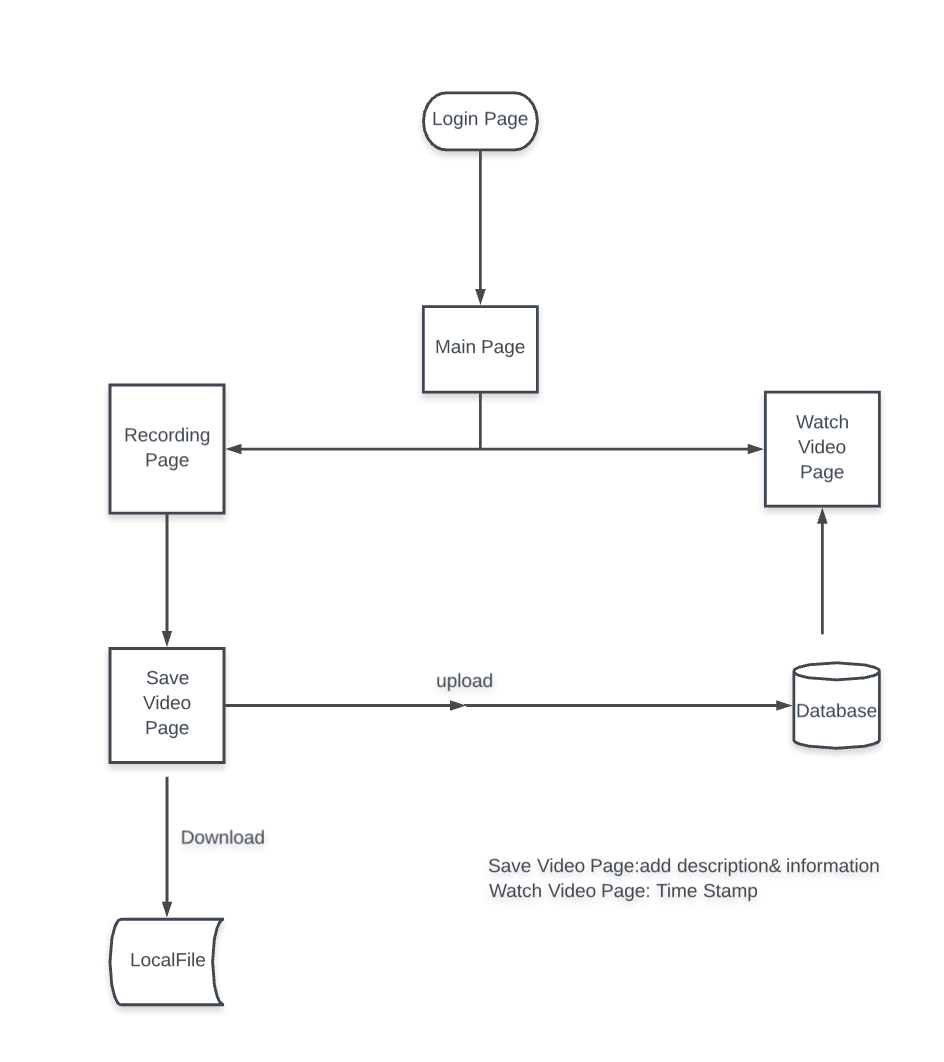 Login Page
Main Page
Recording
Page
Watch
Video
Page
Save
Video
Page
upload
Database
Download
Save Video Page:add description& information
Watch Video Page: Time Stamp
LocalFile